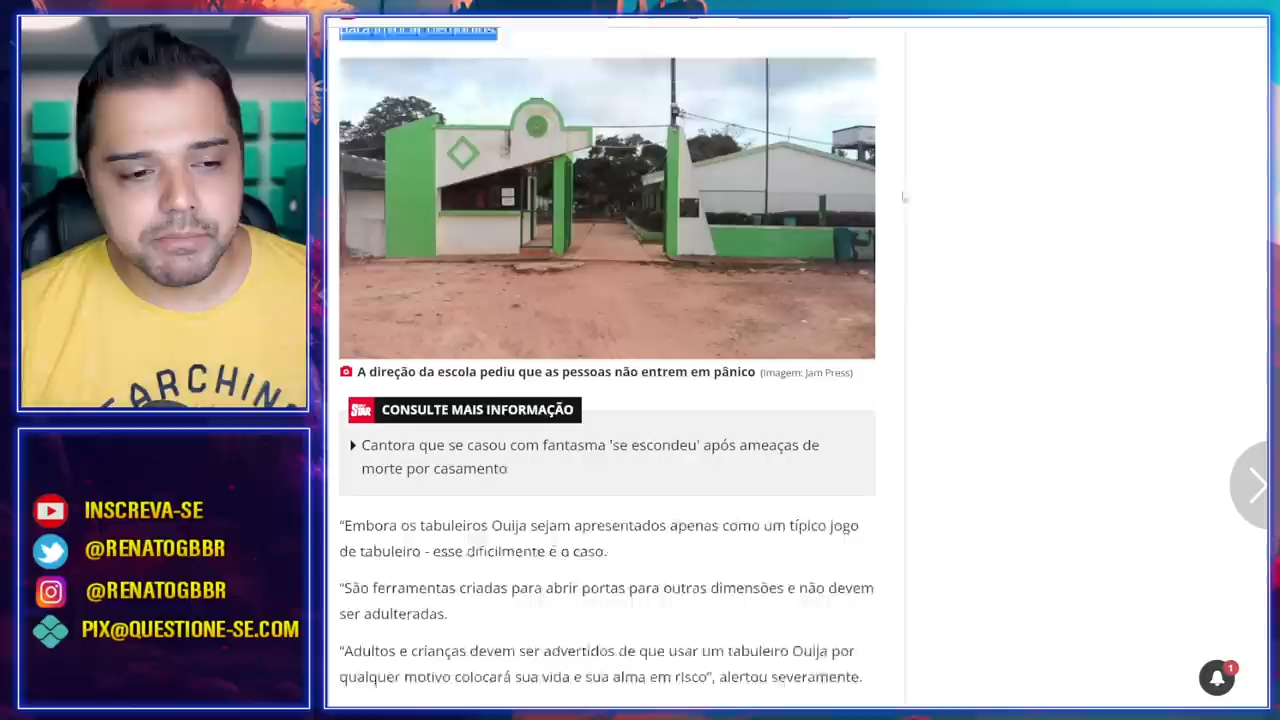 ARCHIN
INSCREVA-SE
@RENATOGBBR
@RENATOGBBR
PIX@QUESTIONE-SE.COM
A direção da escola pediu que as pessoas não entrem em pânico (Imagem: Jam Press)
STAR CONSULTE MAIS INFORMAÇÃO
Cantora que se casou com fantasma 'se escondeu' após ameaças de
morte por casamento
“Embora os tabuleiros Ouija sejam apresentados apenas como um típico jogo
de tabuleiro - esse dificilmente é o caso.
“São ferramentas criadas para abrir portas para outras dimensões e não devem
ser adulteradas.
“Adultos e crianças devem ser advertidos de que usar um tabuleiro Ouija por
qualquer motivo colocará sua vida e sua alma em risco”, alertou severamente.
1